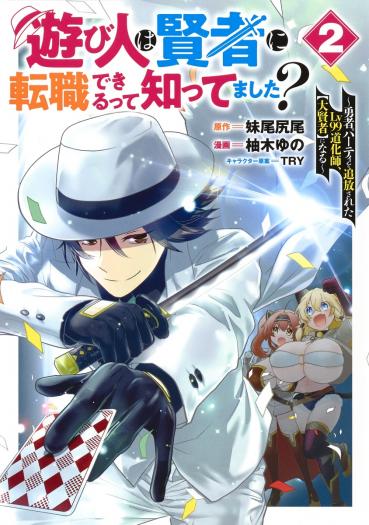 遊び人は賢者に
転職できるって知ってました?
2
~勇者パーティを追放された
Lv99道化師、
【大賢者】になる~
原作 妹尾尻尾
漫画 柚木ゆの
キャラクター原案 TRY